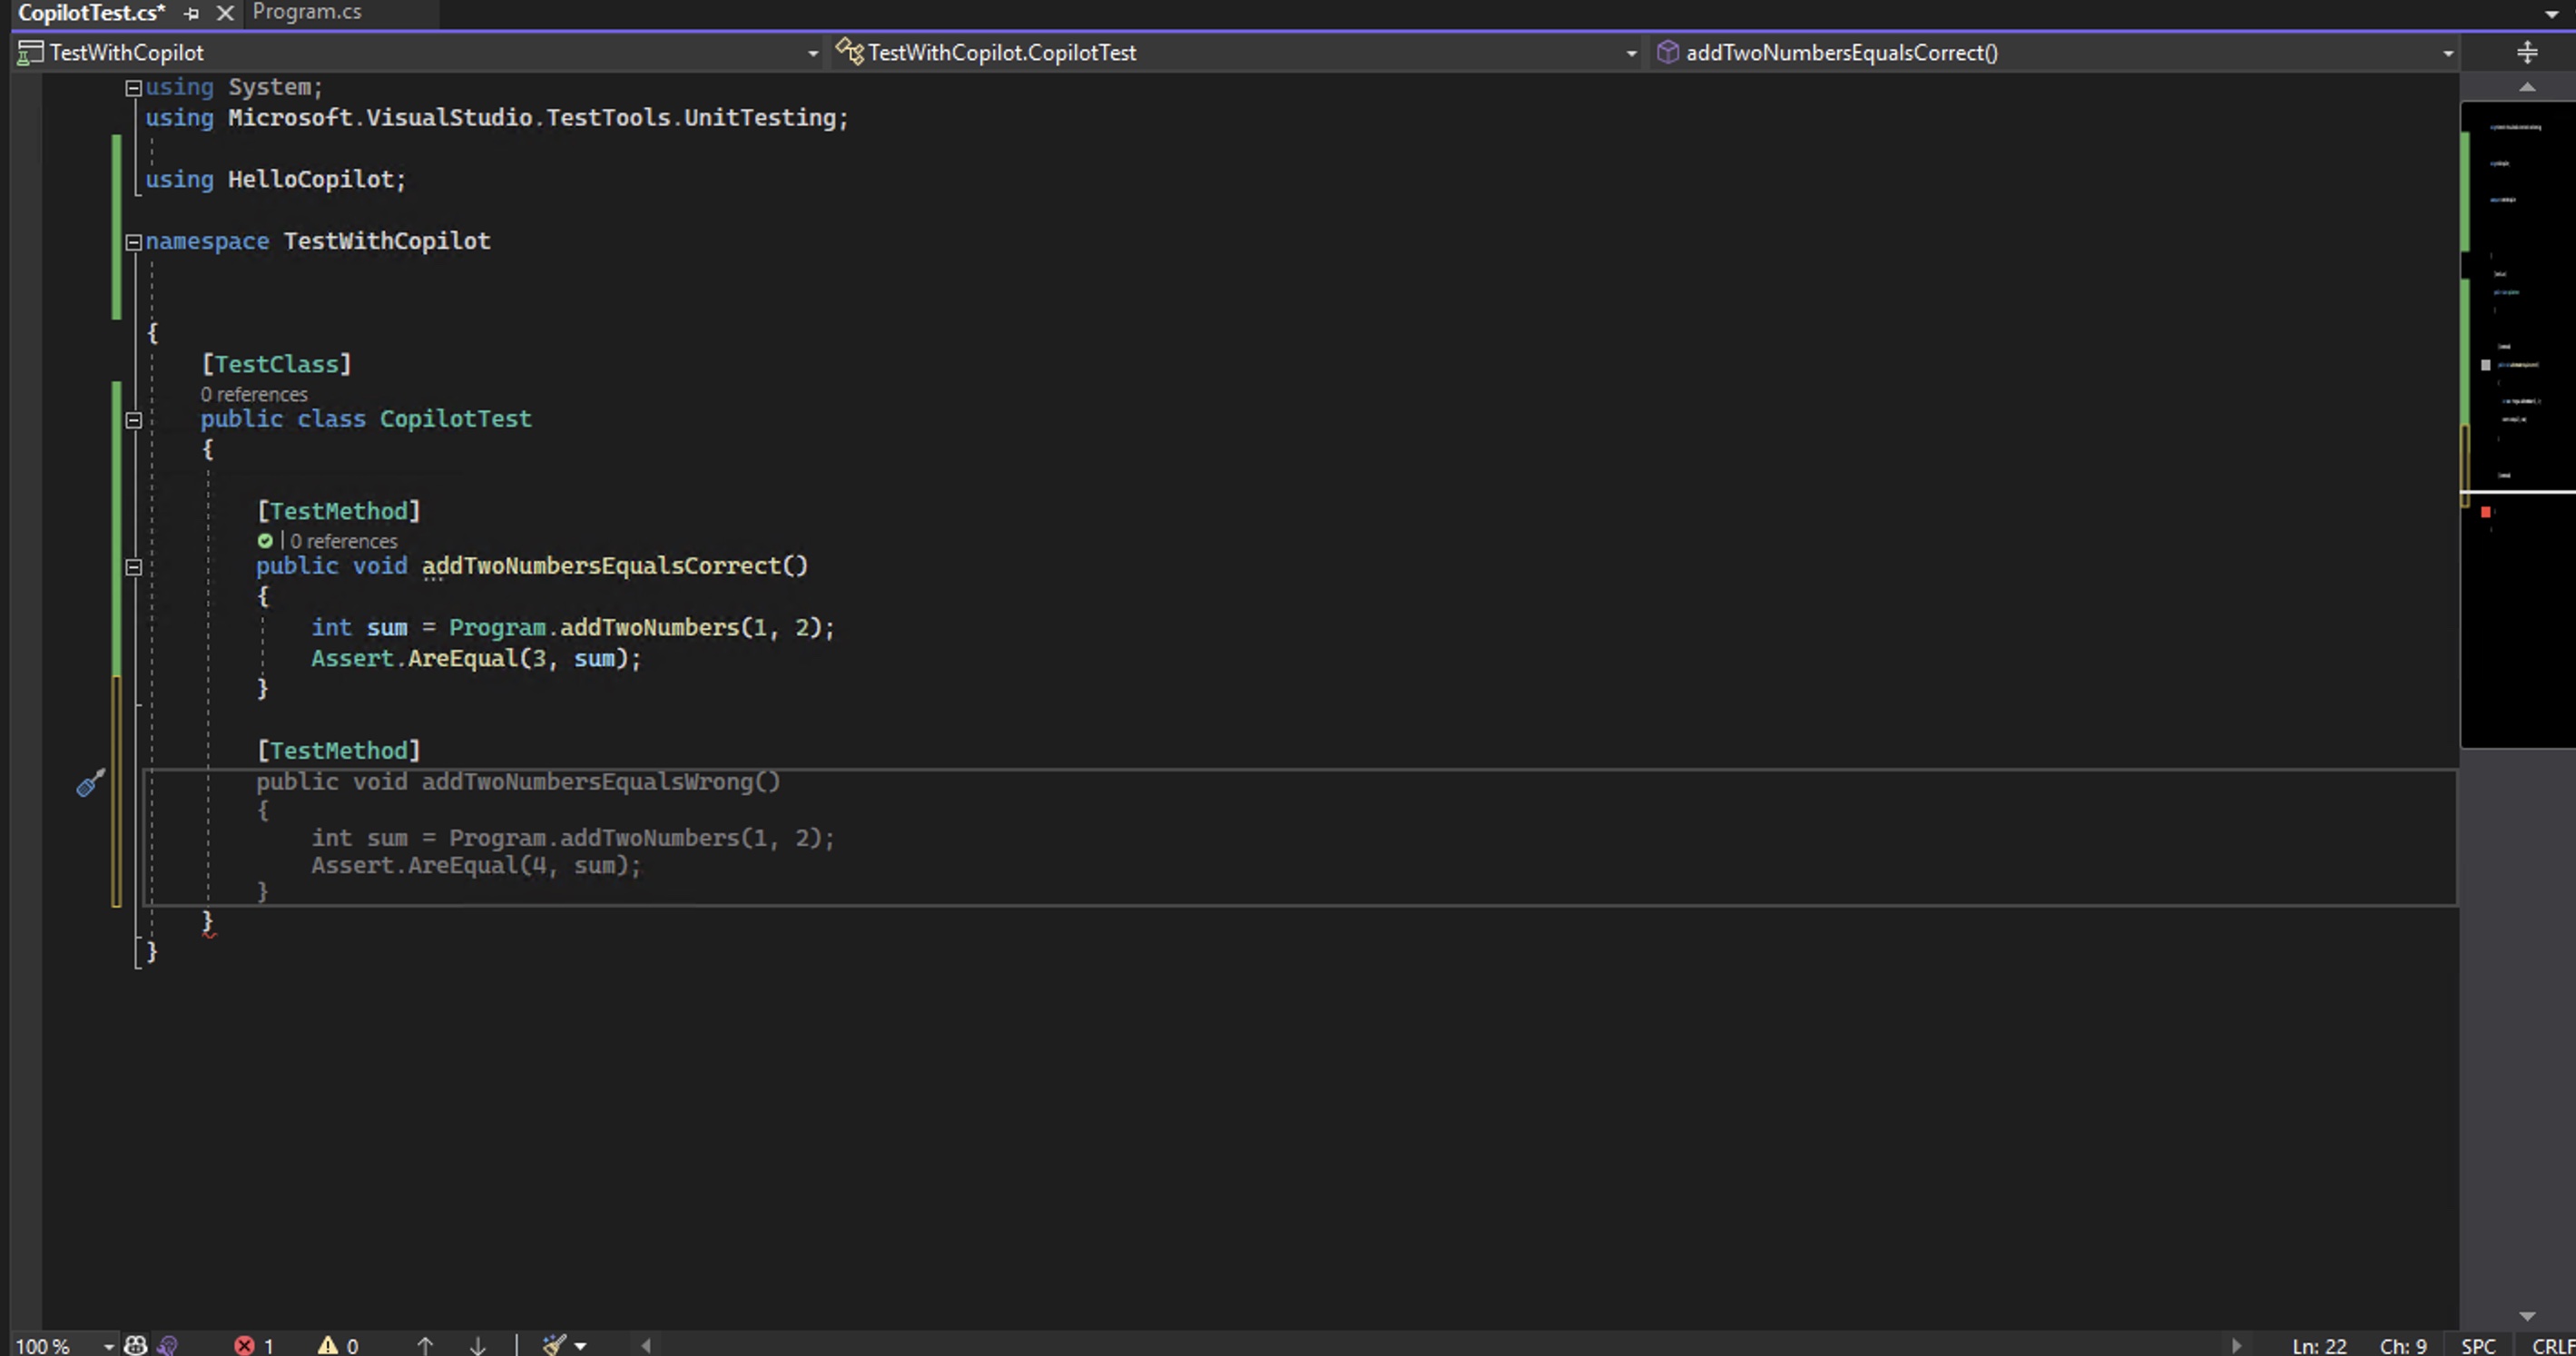 CopilotTest.cs* Program.cs
TestWithCopilot TestWithCopilot.CopilotTest addTwoNumbersEqualsCorrect()
using System;
using Microsoft.VisualStudio.TestTools.UnitTesting;
using HelloCopilot;
namespace TestWithCopilot
{
[TestClass]
0 references
public class CopilotTest
{
[TestMethod]
| 0 references
public void addTwoNumbersEqualsCorrect()
{
int sum = Program.addTwoNumbers(1, 2);
Assert.AreEqual(3, sum);
}
[TestMethod]
public void addTwoNumbersEqualsWrong()
{
int sum = Program.addTwoNumbers(1, 2);
Assert.AreEqual(4, sum);
}
}
}
100 % 1 0 Ln: 22 Ch: 9 SPC CRLF